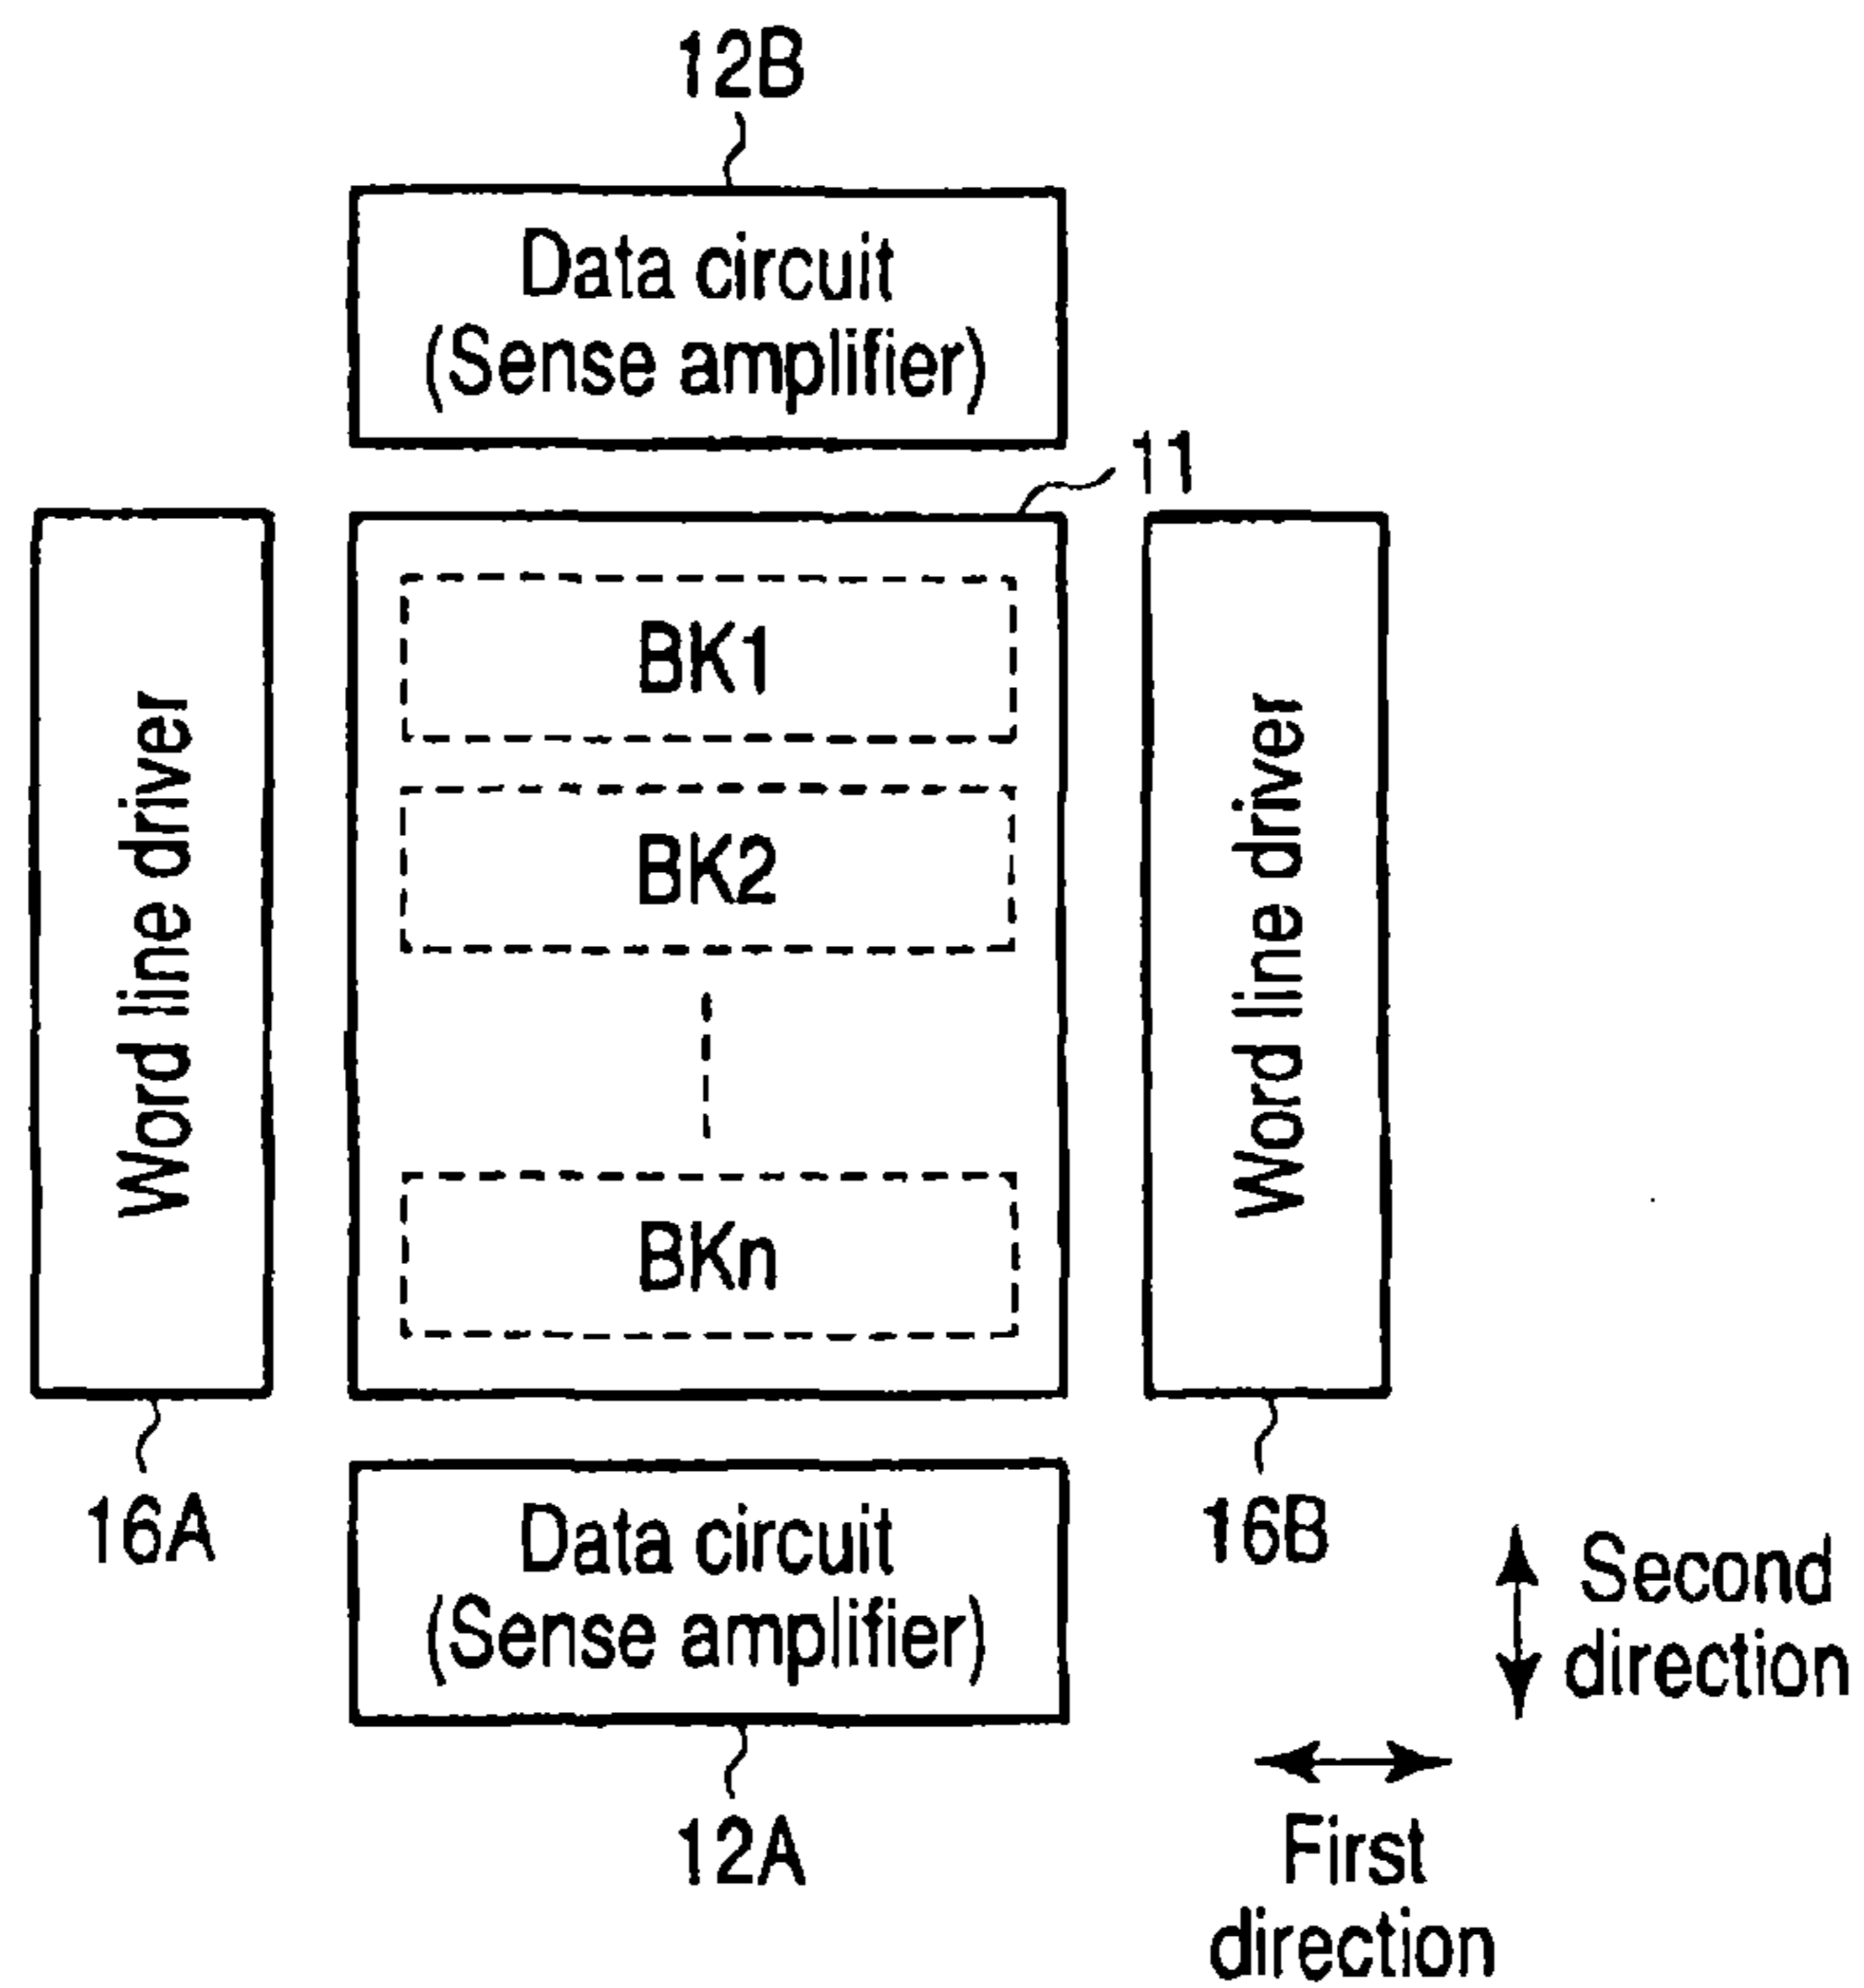 12B
Data circuit
(Sense amplifier)
11
BK1
BK2
BKn
Word line driver
Word line driver
16A
16B
Data circuit
(Sense amplifier)
12A
Second
direction
First
direction